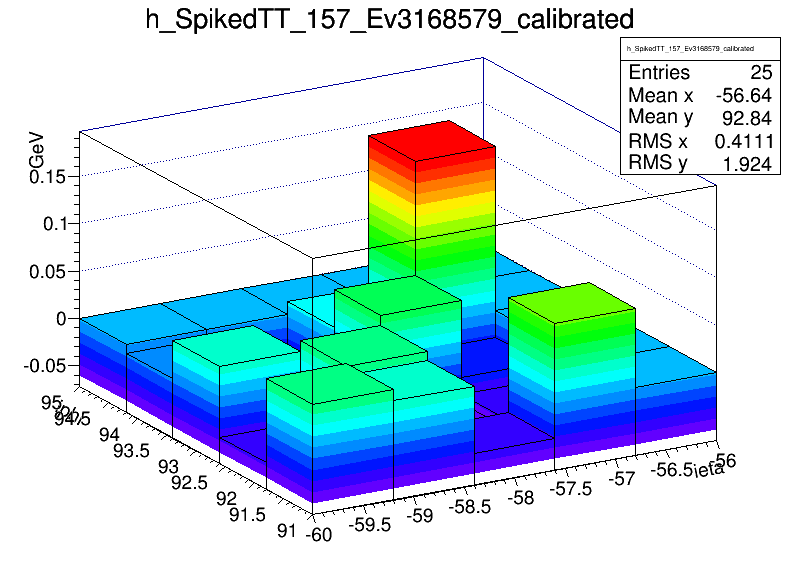 h_SpikedTT_157_Ev3168579_calibrated
h_SpikedTT_157_Ev3168579_calibrated
Entries 25
Mean x -56.64
Mean y 92.84
RMS x 0.4111
RMS y 1.924
GeV
0.15
0.1
0.05
0
-0.05
95
94.5
94
93.5
93
92.5
92
91.5
91
-60
-59.5
-59
-58.5
-58
-57.5
-57
-56.5
-56
ieta